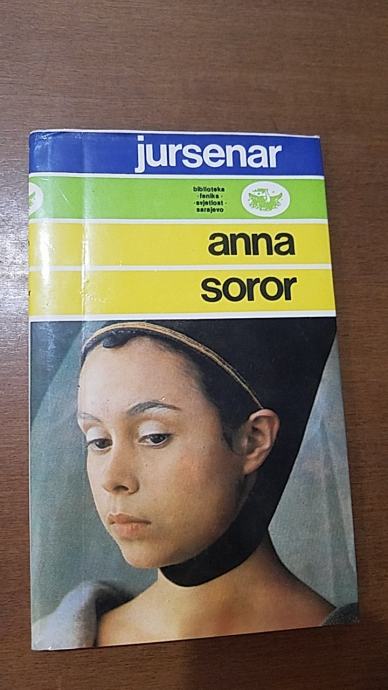 jursenar
biblioteka
·feniks·
·svjetlost·
sarajevo
anna
soror